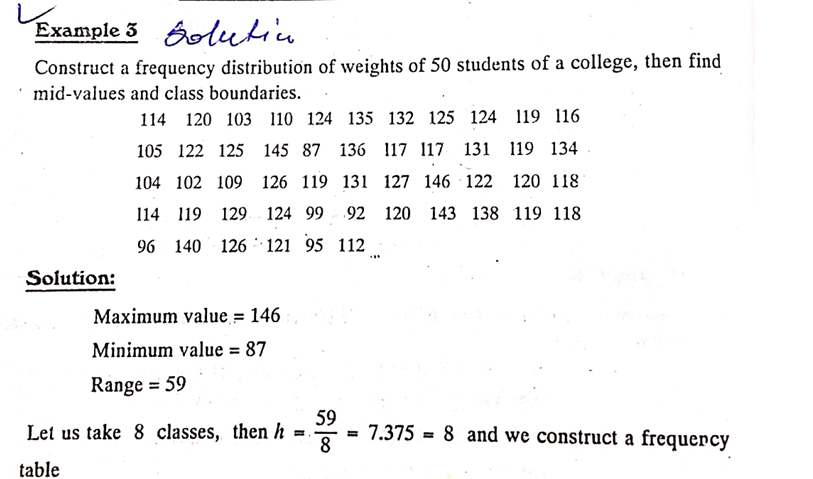 Example 3 Solution
Construct a frequency distribution of weights of 50 students of a college, then find
mid-values and class boundaries.
114 120 103 110 124 135 132 125 124 119 116
105 122 125 145 87 136 117 117 131 119 134
104 102 109 126 119 131 127 146 122 120 118
114 119 129 124 99 92 120 143 138 119 118
96 140 126 121 95 112
Solution:
Maximum value = 146
Minimum value = 87
Range = 59
Let us take 8 classes, then h = 59/8 = 7.375 = 8 and we construct a frequency
table